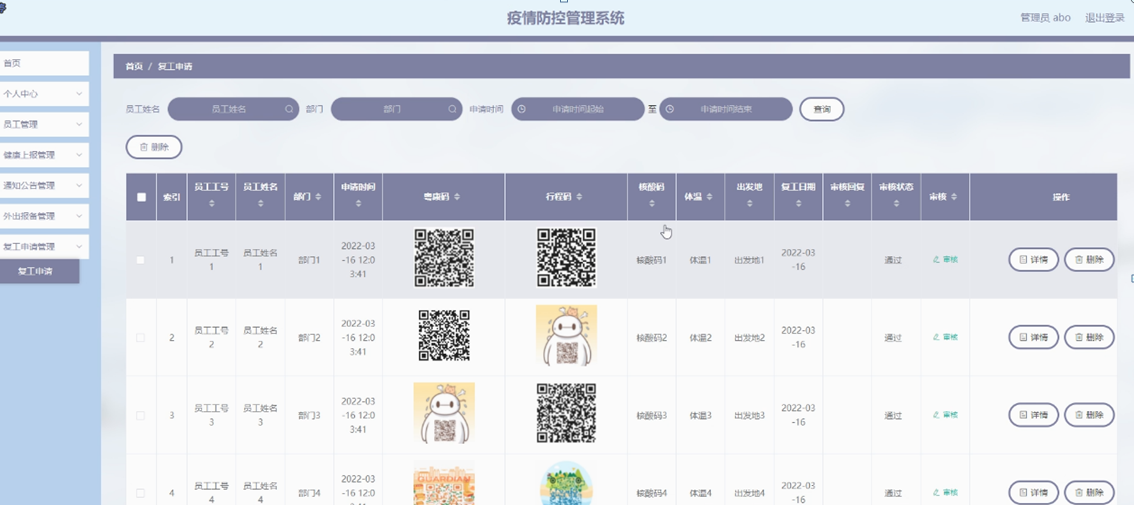 疫情防控管理系统
管理员 abo 退出登录
首页
个人中心
员工管理
健康上报管理
通知公告管理
外出报备管理
复工申请管理
复工申请
首页 / 复工申请
员工姓名 员工姓名 部门 部门 申请时间 申请时间起始 至 申请时间结束 查询
删除
索引 员工工号 员工姓名 部门 申请时间 粤康码 行程码 核酸码 体温 出发地 复工日期 审核回复 审核状态 审核 操作
1 员工工号1 员工姓名1 部门1 2022-03-16 12:03:41 核酸码1 体温1 出发地1 2022-03-16 通过 审核 详情 删除
2 员工工号2 员工姓名2 部门2 2022-03-16 12:03:41 核酸码2 体温2 出发地2 2022-03-16 通过 审核 详情 删除
3 员工工号3 员工姓名3 部门3 2022-03-16 12:03:41 核酸码3 体温3 出发地3 2022-03-16 通过 审核 详情 删除
4 员工工号4 员工姓名4 部门4 2022-03-16 12:03:41 GUARDIAN 核酸码4 体温4 出发地4 2022-03-16 通过 审核 详情 删除